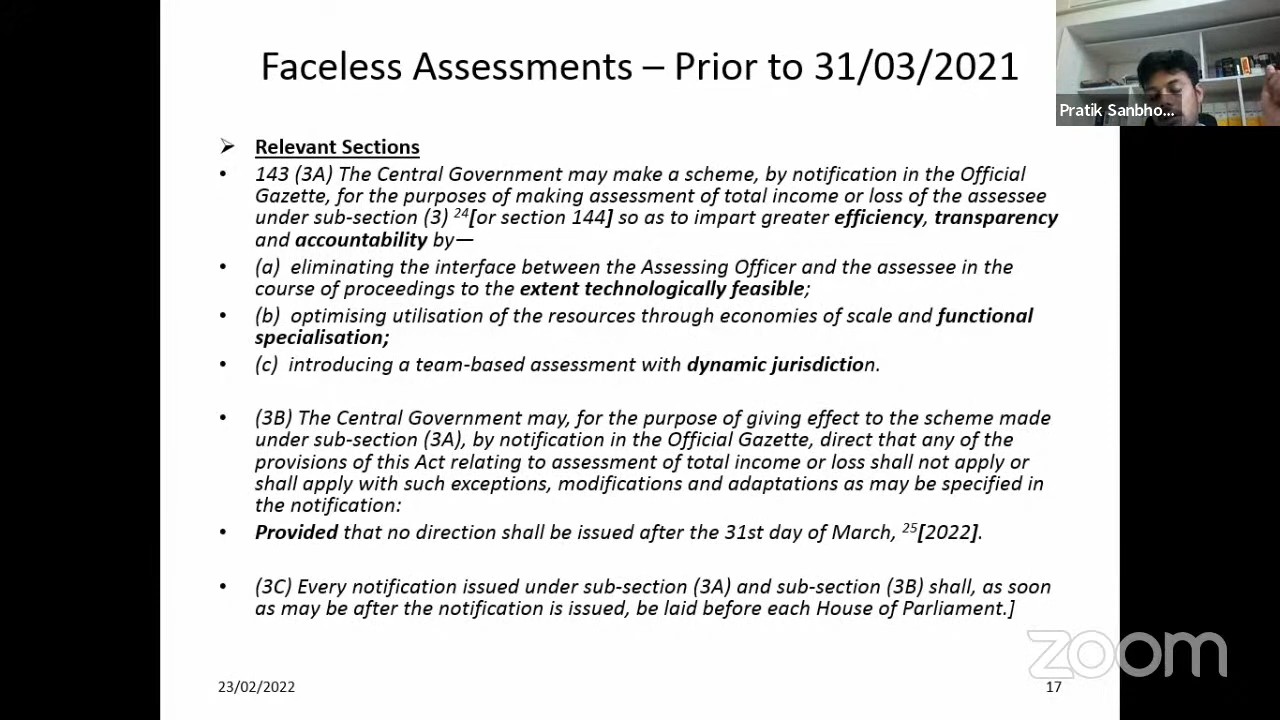 Faceless Assessments – Prior to 31/03/2021
Pratik Sanbho...
➢ Relevant Sections
• 143 (3A) The Central Government may make a scheme, by notification in the Official
Gazette, for the purposes of making assessment of total income or loss of the assessee
under sub-section (3) 24[or section 144] so as to impart greater efficiency, transparency
and accountability by—
• (a) eliminating the interface between the Assessing Officer and the assessee in the
course of proceedings to the extent technologically feasible;
• (b) optimising utilisation of the resources through economies of scale and functional
specialisation;
• (c) introducing a team-based assessment with dynamic jurisdiction.
• (3B) The Central Government may, for the purpose of giving effect to the scheme made
under sub-section (3A), by notification in the Official Gazette, direct that any of the
provisions of this Act relating to assessment of total income or loss shall not apply or
shall apply with such exceptions, modifications and adaptations as may be specified in
the notification:
• Provided that no direction shall be issued after the 31st day of March, 25[2022].
• (3C) Every notification issued under sub-section (3A) and sub-section (3B) shall, as soon
as may be after the notification is issued, be laid before each House of Parliament.]
zoom
23/02/2022
17